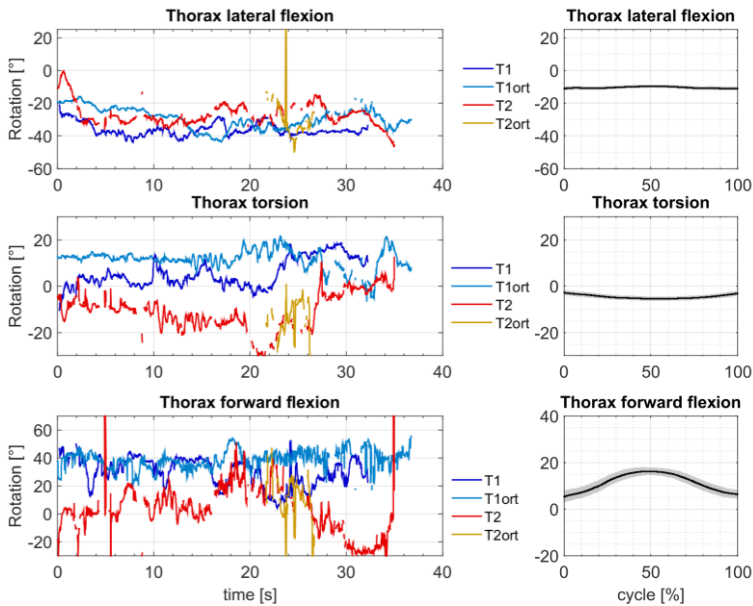 Thorax lateral flexion
Thorax lateral flexion
20
0
-20
-40
-60
Rotation [°]
0
10
20
30
40
T1
T1ort
T2
T2ort
20
0
-20
-40
-60
0
50
100
Thorax torsion
Thorax torsion
20
0
-20
Rotation [°]
0
10
20
30
40
T1
T1ort
T2
T2ort
20
0
-20
0
50
100
Thorax forward flexion
Thorax forward flexion
60
40
20
0
-20
Rotation [°]
0
10
20
30
40
time [s]
T1
T1ort
T2
T2ort
40
20
0
-20
0
50
100
cycle [%]